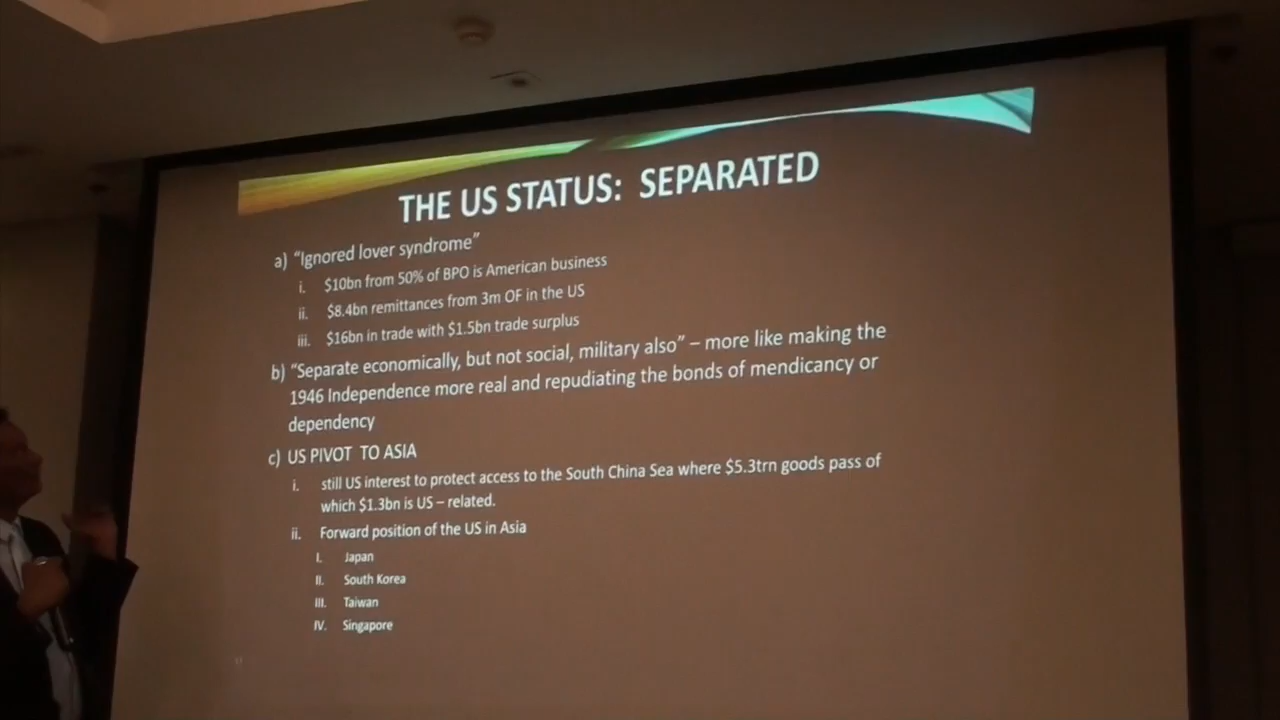 THE US STATUS: SEPARATED
a) "Ignored lover syndrome"
i. $10bn from 50% of BPO is American business
ii. $8.4bn remittances from 3m OF in the US
iii. $16bn in trade with $1.5bn trade surplus
b) "Separate economically, but not social, military also" – more like making the
1946 Independence more real and repudiating the bonds of mendicancy or
dependency
c) US PIVOT TO ASIA
i. still US interest to protect access to the South China Sea where $5.3trn goods pass of
which $1.3bn is US – related.
ii. Forward position of the US in Asia
I. Japan
II. South Korea
III. Taiwan
IV. Singapore